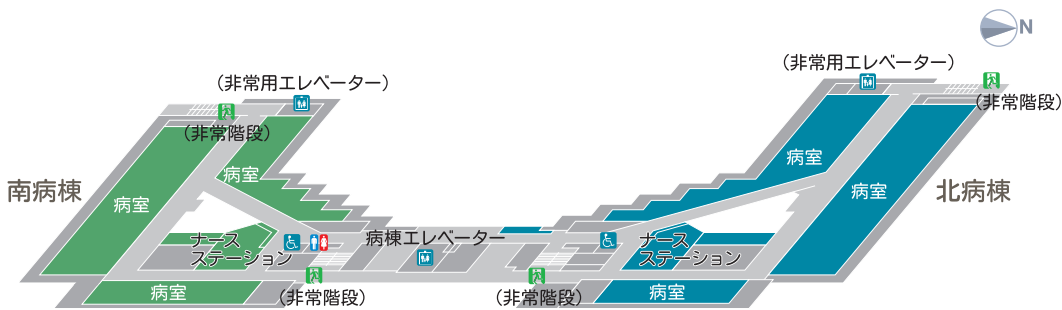 N
(非常用エレベーター)
(非常用エレベーター)
(非常階段)
(非常階段)
病室
病室
南病棟
病室
病室
病室
北病棟
ナース
ステーション
病棟エレベーター
ナース
ステーション
病室
(非常階段)
(非常階段)
病室